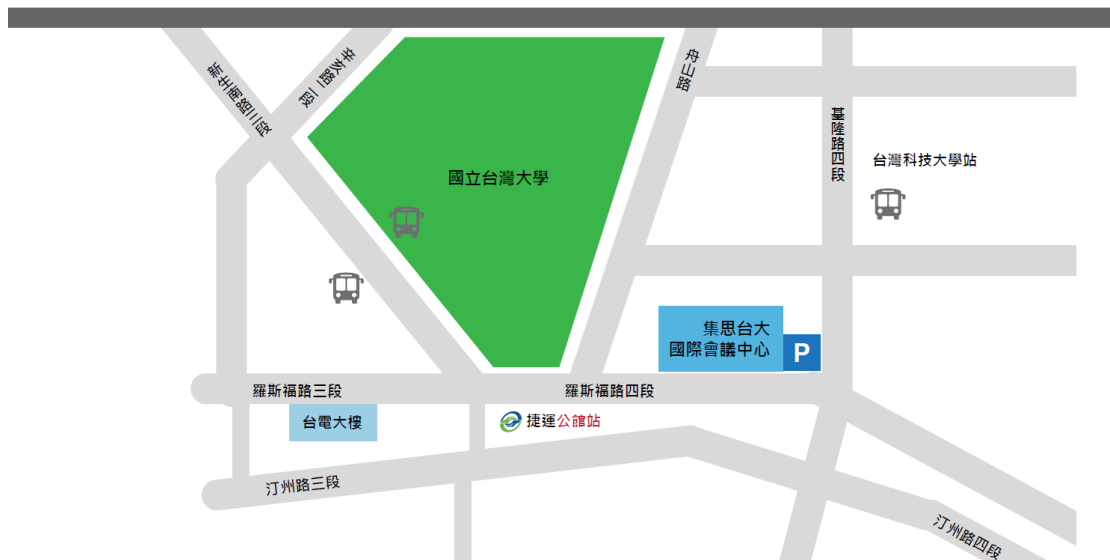 辛亥路二段
新生南路三段
舟山路
基隆路四段
台灣科技大學站
國立台灣大學
集思台大
國際會議中心
P
羅斯福路三段
羅斯福路四段
台電大樓
捷運公館站
汀州路三段
汀州路四段